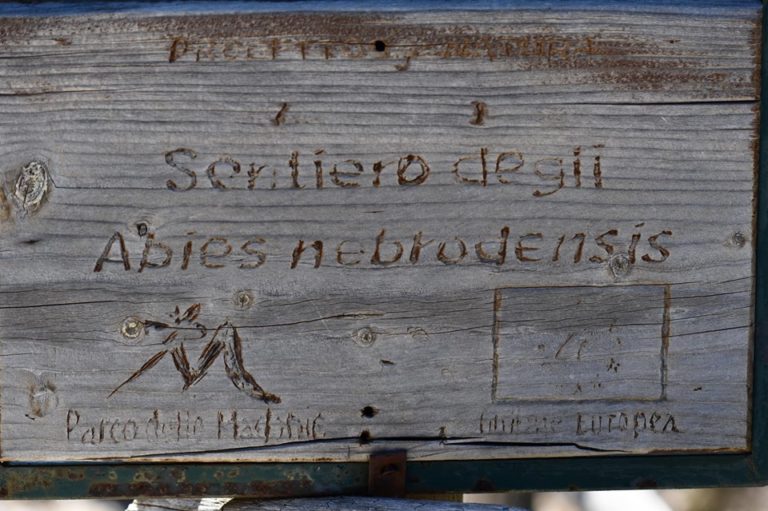 Sentiero degli
Abies nebrodensis
Parco delle Madonie
Unione Europea